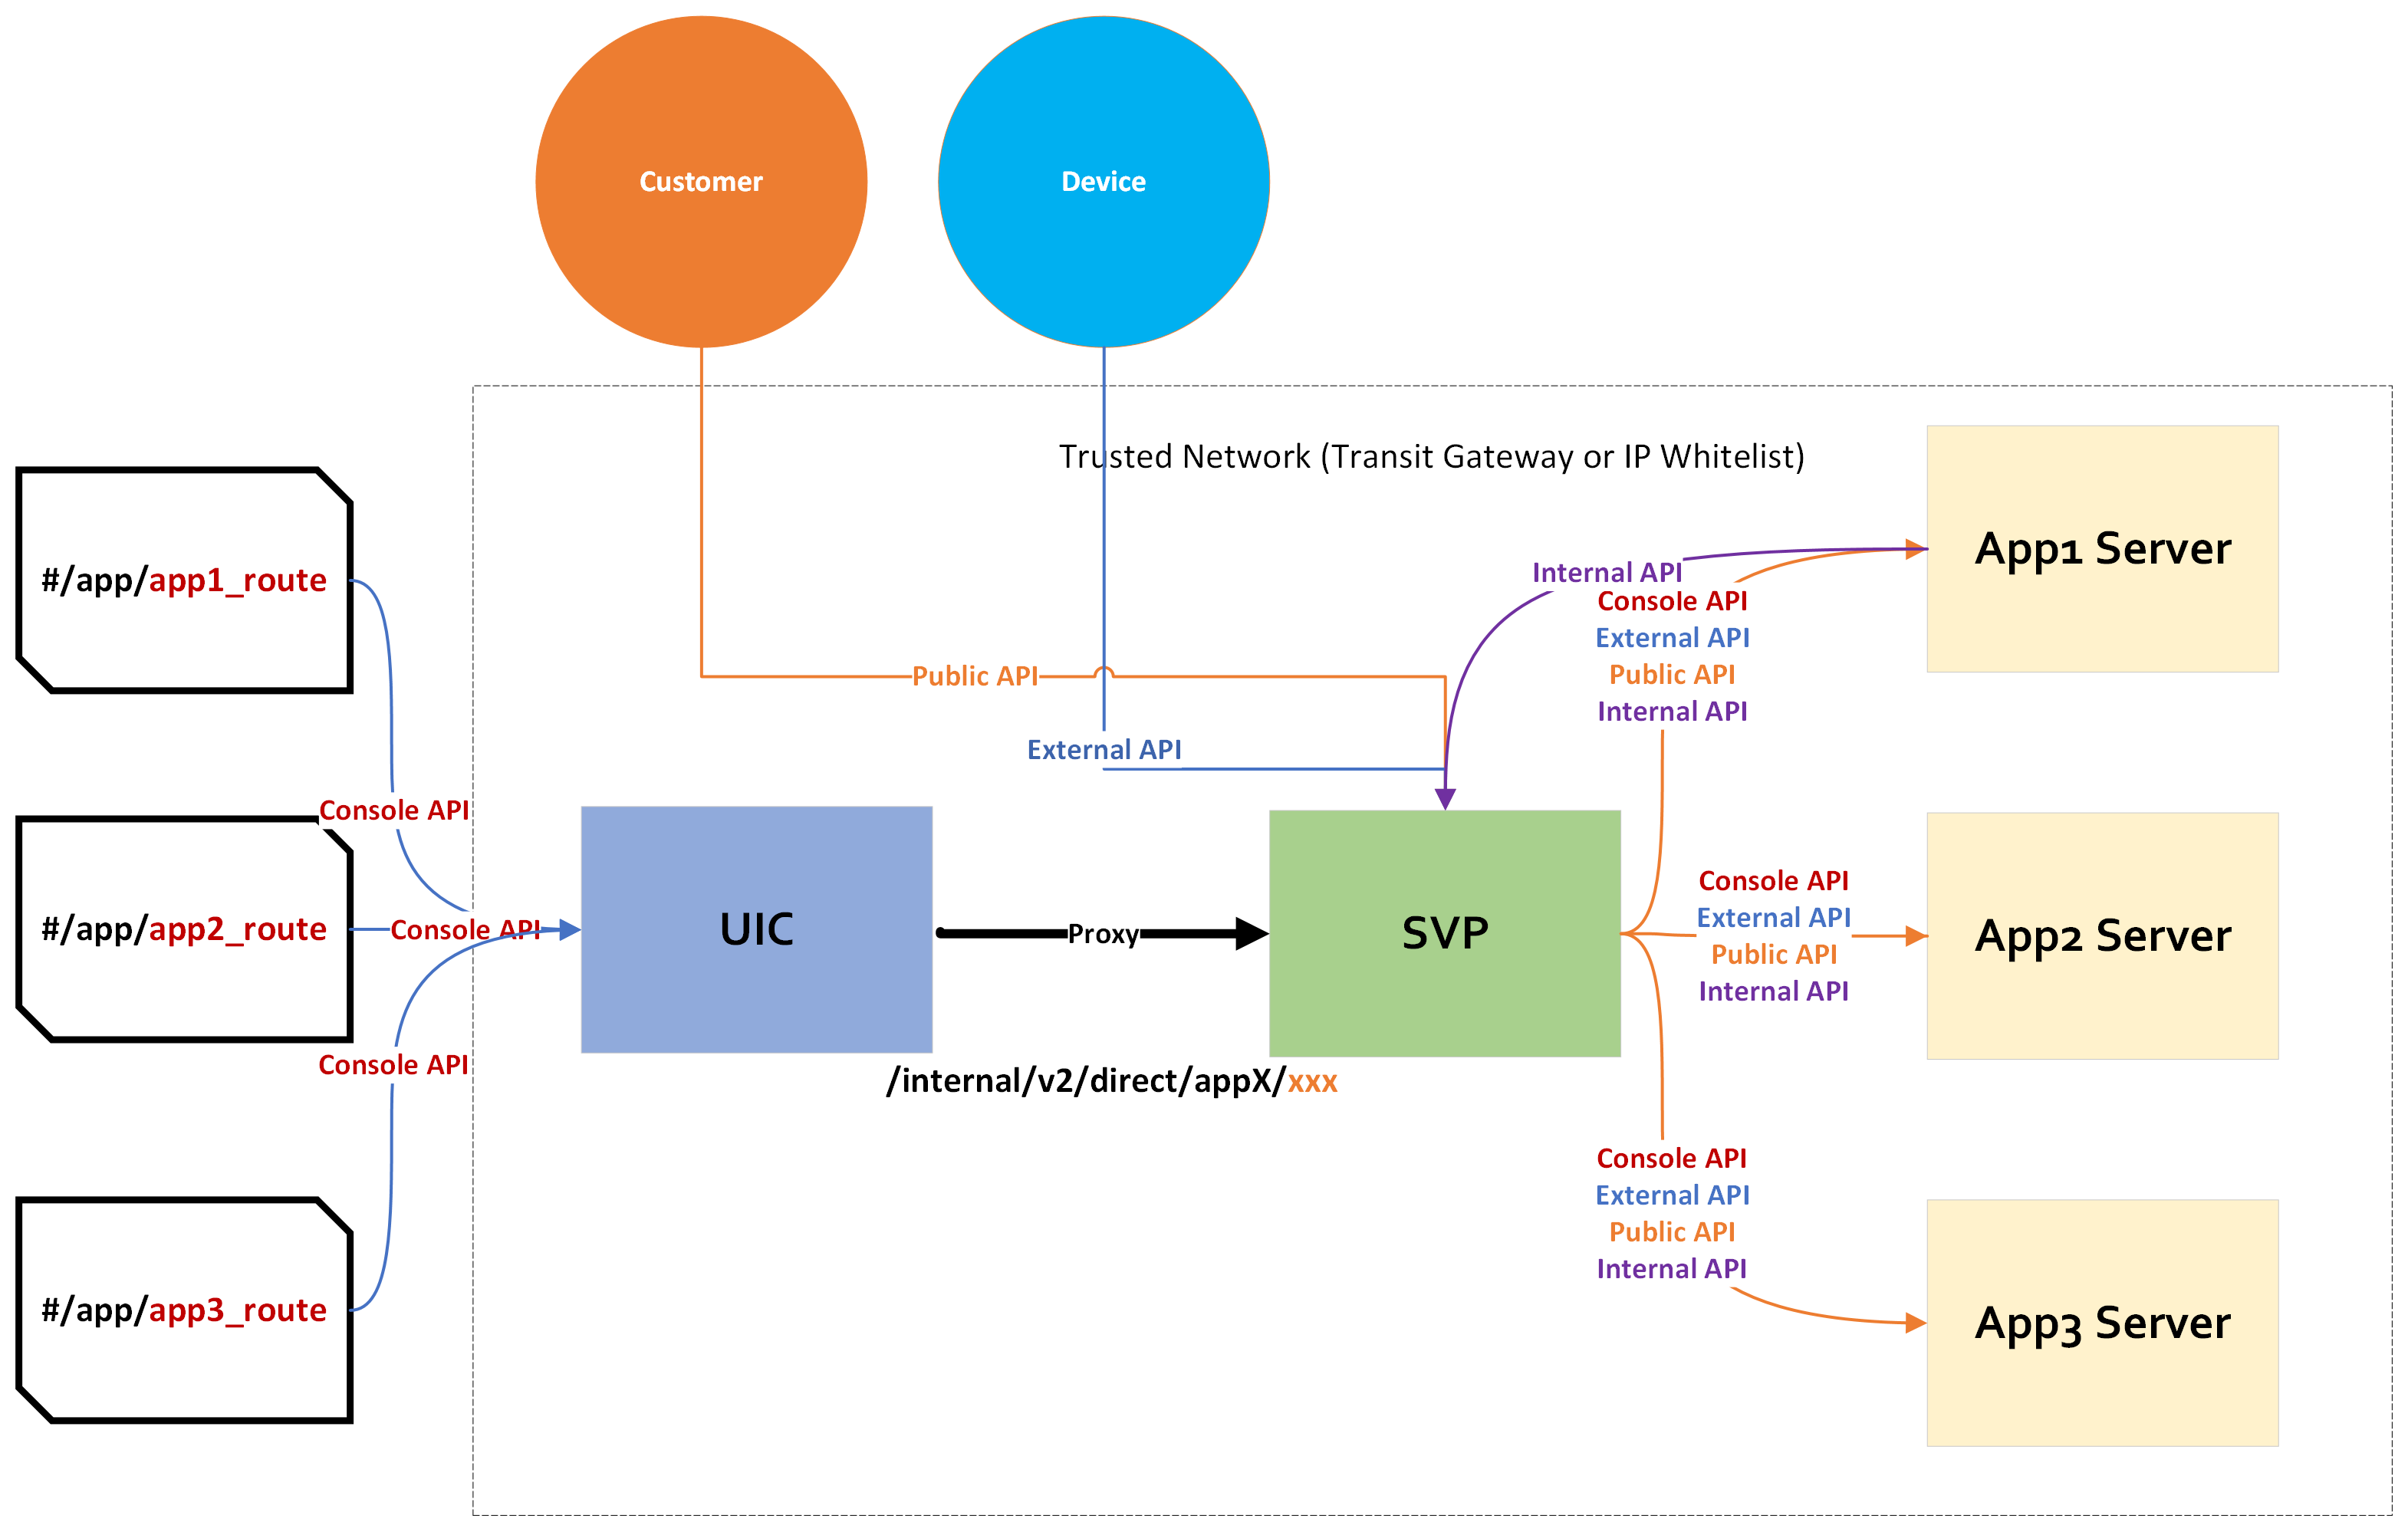 Customer
Device
Trusted Network (Transit Gateway or IP Whitelist)
#/app/app1_route
App1 Server
Internal API
Console API
External API
Public API
Internal API
Public API
External API
Console API
#/app/app2_route
Console API
UIC
Proxy
SVP
Console API
External API
Public API
Internal API
App2 Server
Console API
/internal/v2/direct/appX/xxx
#/app/app3_route
Console API
External API
Public API
Internal API
App3 Server